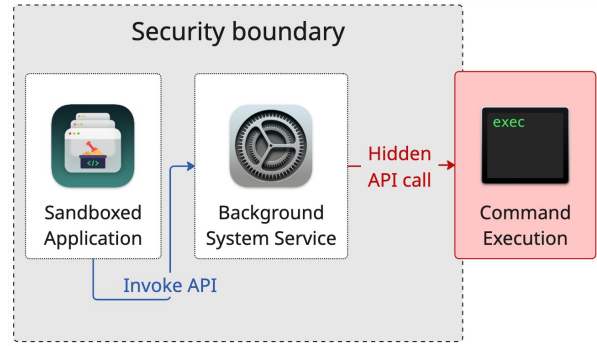 Security boundary
exec
Hidden
API call
Sandboxed
Application
Background
System Service
Command
Execution
Invoke API